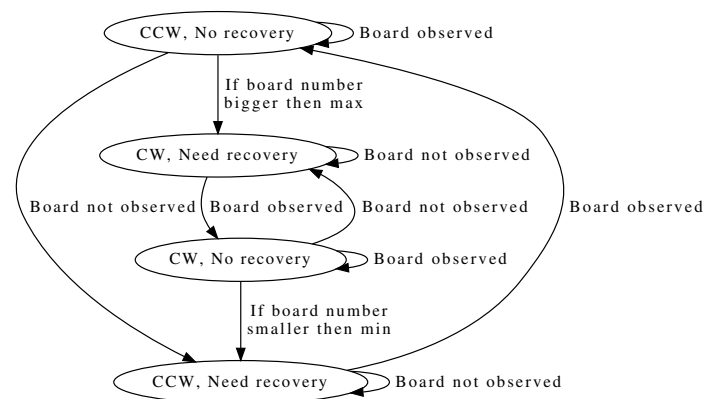 CCW, No recovery
Board observed
If board number
bigger then max
CW, Need recovery
Board not observed
Board not observed
Board observed
Board not observed
Board observed
CW, No recovery
Board observed
If board number
smaller then min
CCW, Need recovery
Board not observed